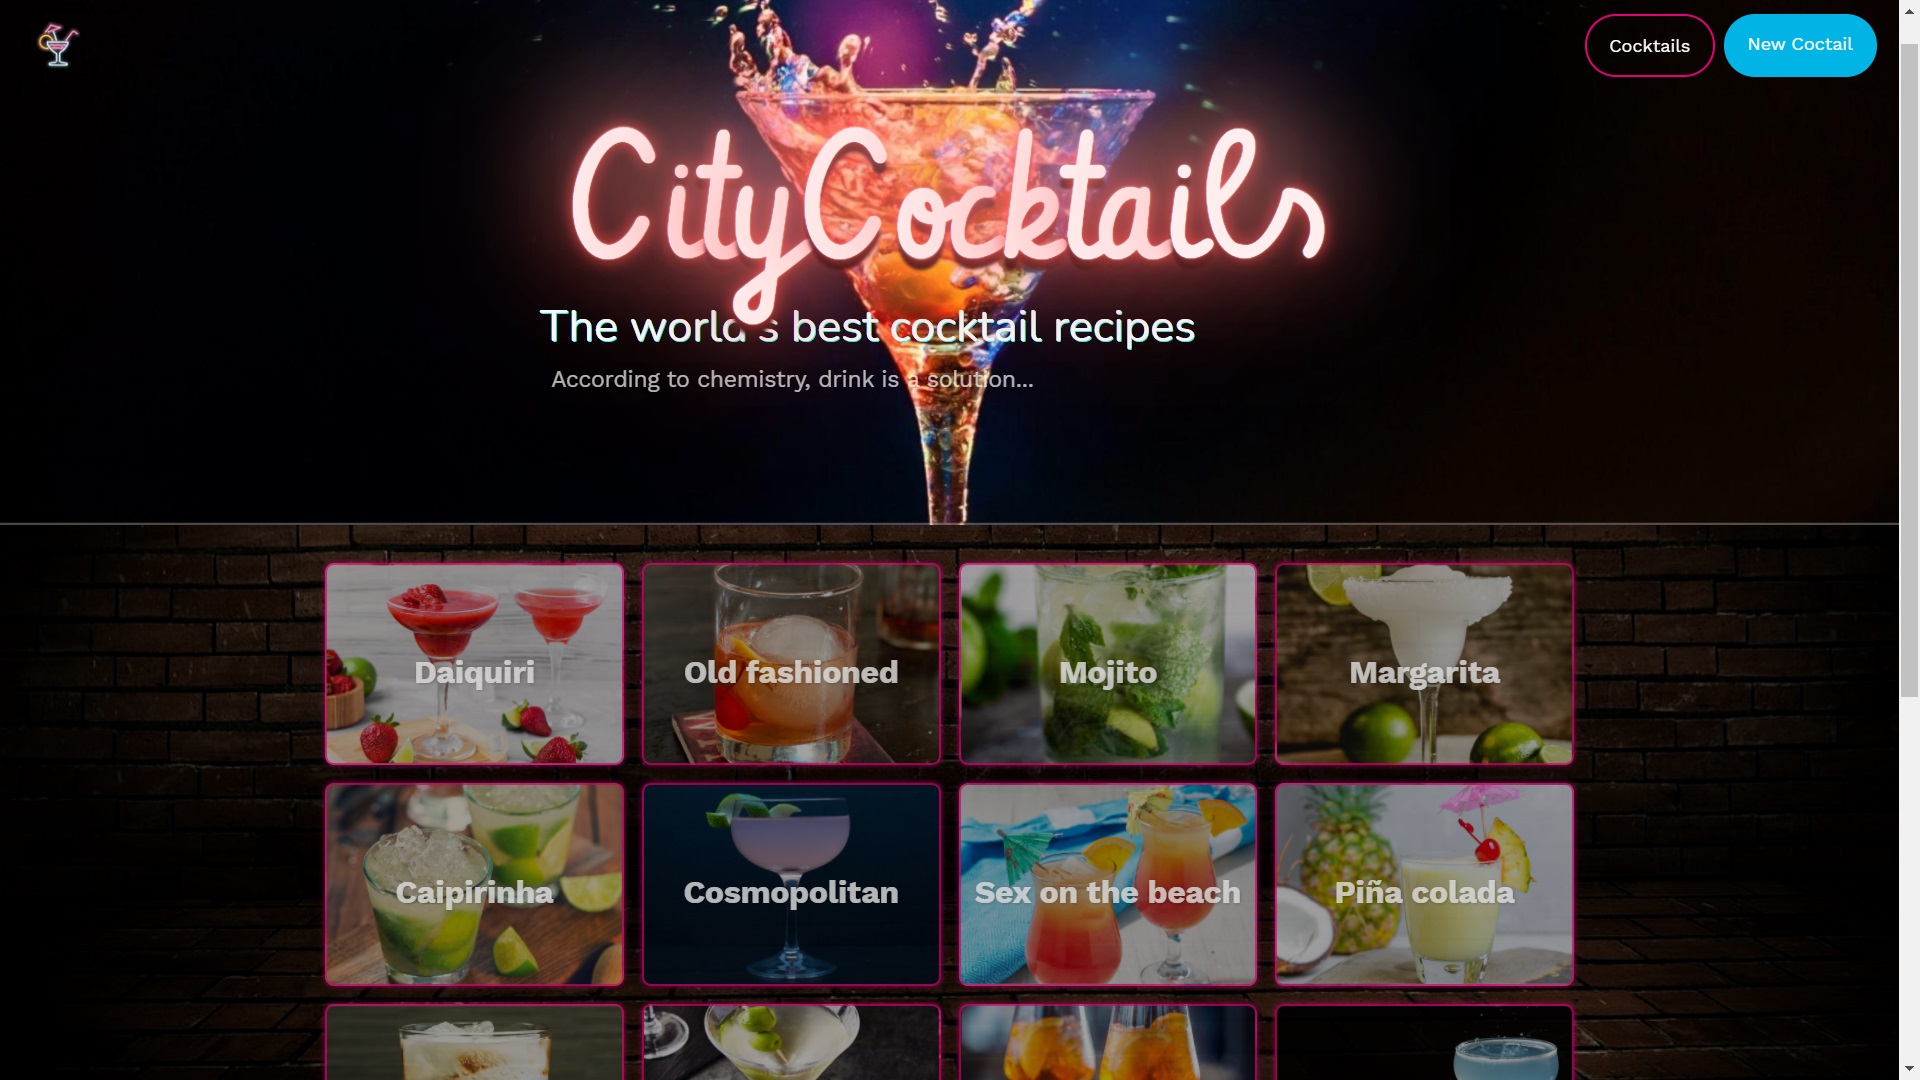 Cocktails
New Coctail
CityCocktails
The world's best cocktail recipes
According to chemistry, drink is a solution...
Daiquiri
Old fashioned
Mojito
Margarita
Caipirinha
Cosmopolitan
Sex on the beach
Piña colada